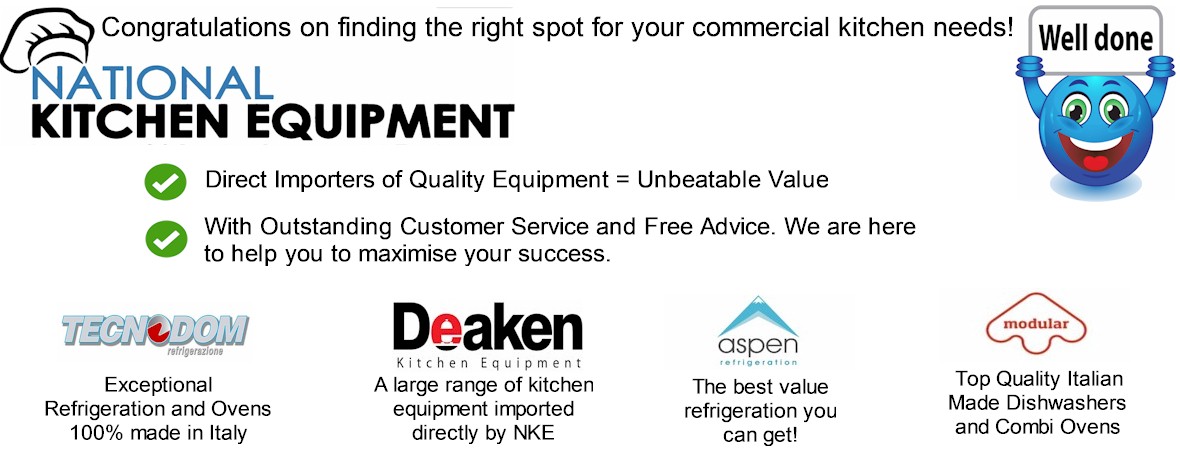 Congratulations on finding the right spot for your commercial kitchen needs!
Well done
NATIONAL
KITCHEN EQUIPMENT
Direct Importers of Quality Equipment = Unbeatable Value
With Outstanding Customer Service and Free Advice. We are here
to help you to maximise your success.
TECNODOM
refrigerazione
Exceptional
Refrigeration and Ovens
100% made in Italy
Deaken
Kitchen Equipment
A large range of kitchen
equipment imported
directly by NKE
aspen
refrigeration
The best value
refrigeration you
can get!
modular
Top Quality Italian
Made Dishwashers
and Combi Ovens